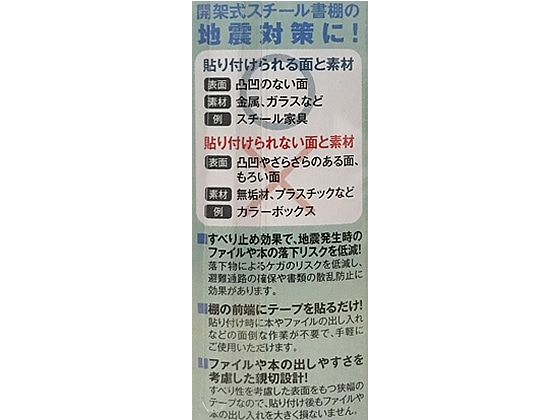 開架式スチール書棚の
地震対策に!
貼り付けられる面と素材
表面 凸凹のない面
素材 金属、ガラスなど
例 スチール家具
貼り付けられない面と素材
表面 凸凹やざらざらのある面、
もろい面
素材 無垢材、プラスチックなど
例 カラーボックス
■すべり止め効果で、地震発生時の
ファイルや本の落下リスクを低減!
落下物によるケガのリスクを低減し、
避難通路の確保や書類の散乱防止に
効果があります。
■棚の前端にテープを貼るだけ!
貼り付け時に本やファイルの出し入れ
などの面倒な作業が不要で、手軽に
ご使用いただけます。
■ファイルや本の出しやすさを
考慮した親切設計!
すべり性を考慮した表面をもつ狭幅の
テープなので、貼り付け後もファイルや
本の出し入れを大きく損ないません。